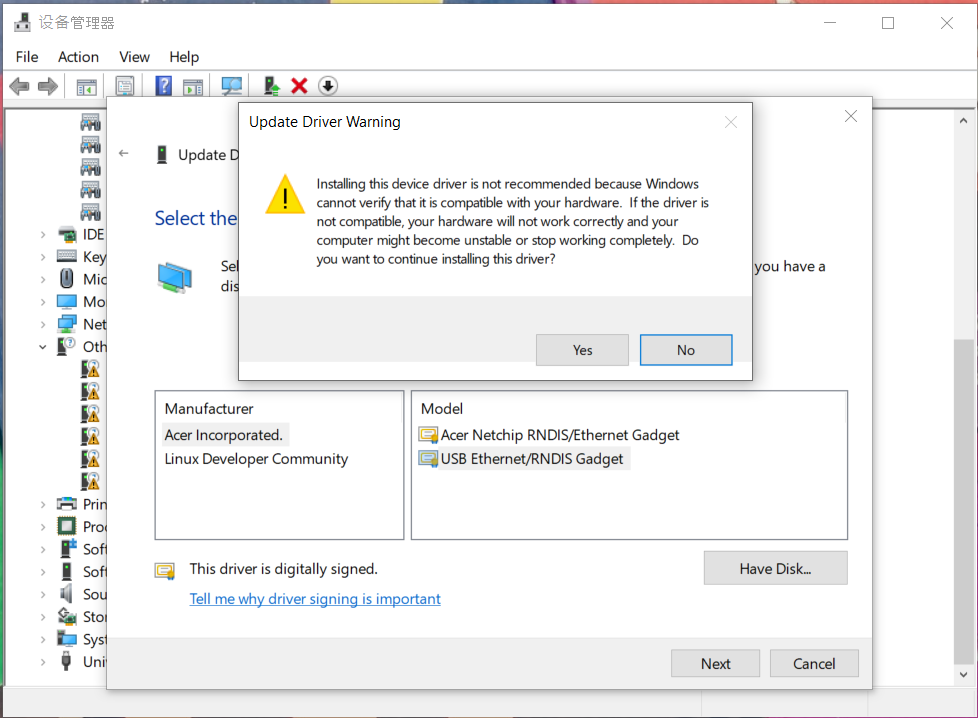 设备管理器
File Action View Help
Update Driver Warning
Installing this device driver is not recommended because Windows
cannot verify that it is compatible with your hardware.  If the driver
is not compatible, your hardware will not work correctly and your
computer might become unstable or stop working completely.  Do
you want to continue installing this driver?
Yes No
Update D
Select the
Sel
dis
you have a
IDE
Key
Mic
Mo
Net
Oth
Prin
Pro
Soft
Soft
Sou
Stor
Syst
Uni
Manufacturer
Acer Incorporated.
Linux Developer Community
Model
Acer Netchip RNDIS/Ethernet Gadget
USB Ethernet/RNDIS Gadget
This driver is digitally signed.
Tell me why driver signing is important
Have Disk...
Next Cancel